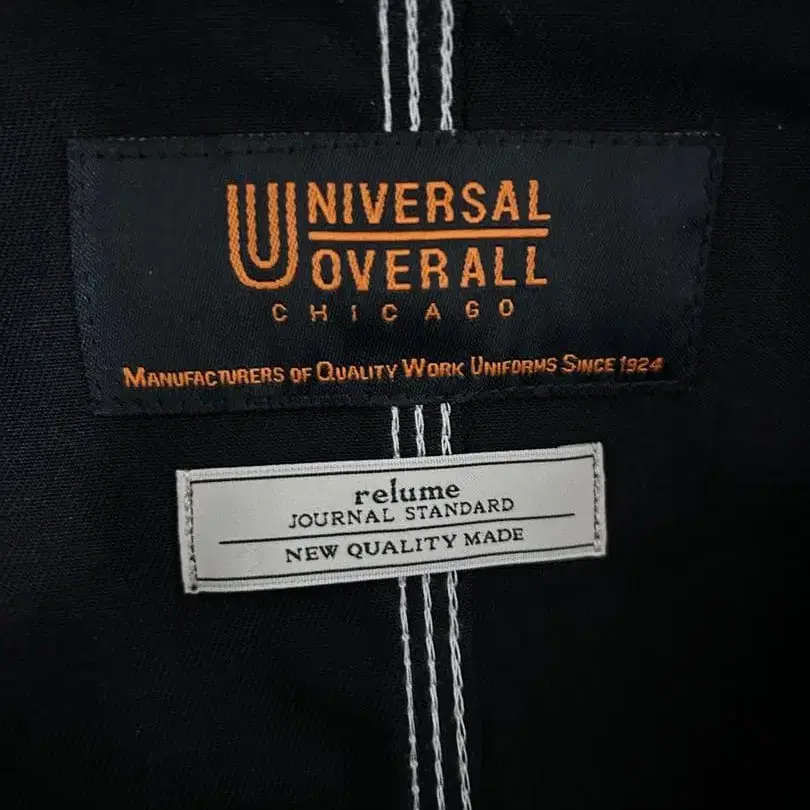 UNIVERSAL
OVERALL
CHICAGO
MANUFACTURERS OF QUALITY WORK UNIFORMS SINCE 1924
relume
JOURNAL STANDARD
NEW QUALITY MADE